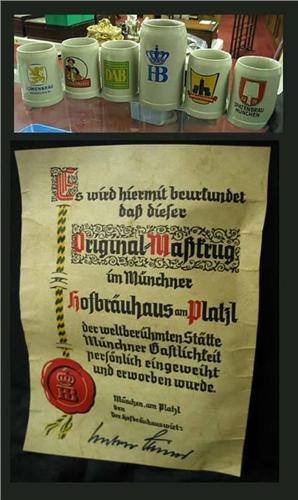 LÖWENBRÄU
DAB
HB
SPATENBRÄU
MÜNCHEN
Es wird hiermit beurkundet
daß dieser
Original-Maßkrug
im Münchner
Hofbräuhaus am Platzl
der weltberühmten Stätte
Münchner Gastlichkeit
persönlich eingeweiht
und erworben wurde.
München, am Platzl
den
Der Hofbräuhauswirt:
HB